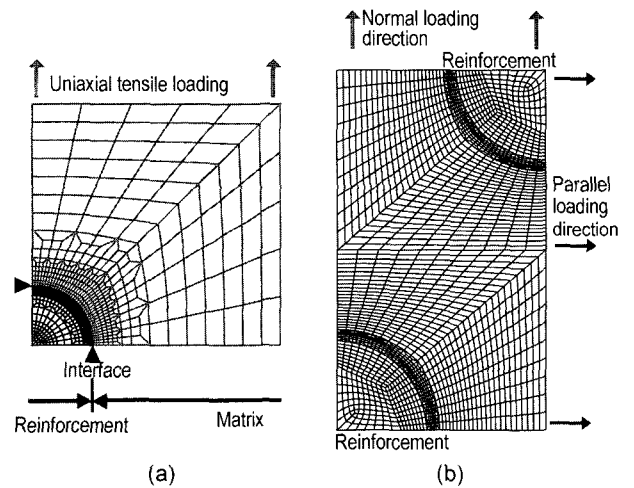 Uniaxial tensile loading
Interface
Reinforcement
Matrix
(a)
Normal loading
direction
Reinforcement
Parallel
loading
direction
Reinforcement
(b)